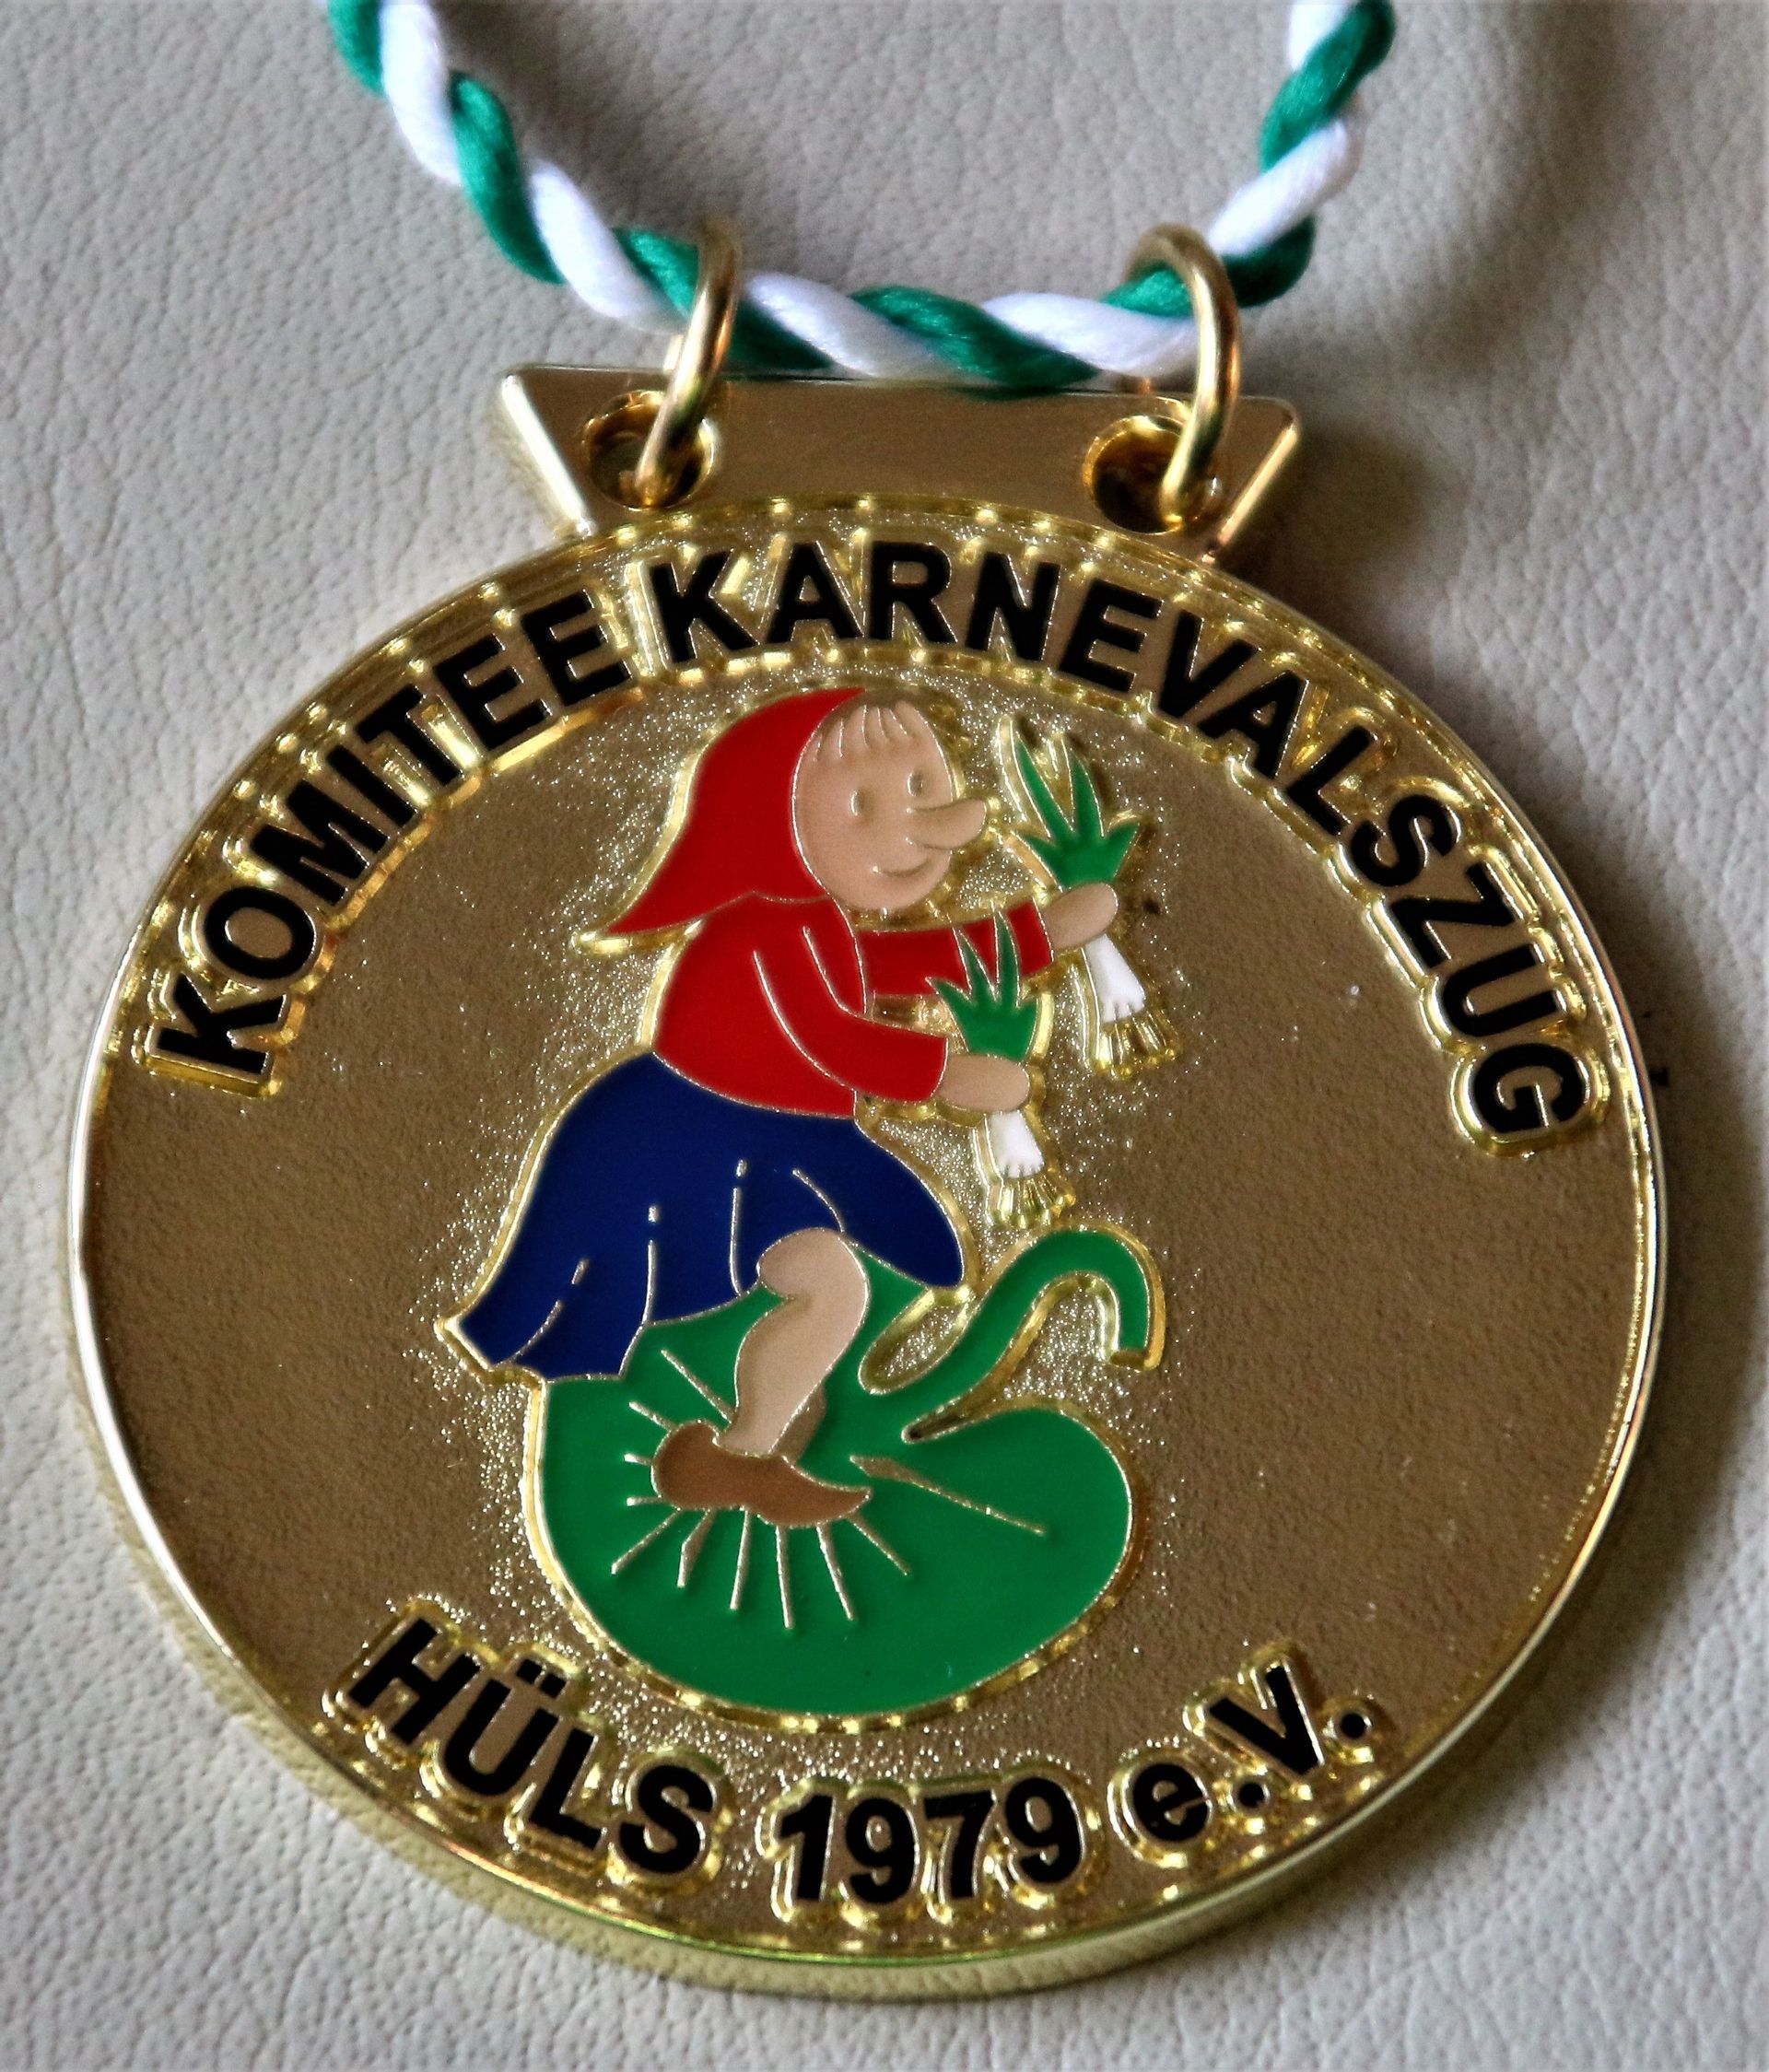 KOMITEE KARNEVALSZUG
HÜLS 1979 e.V.